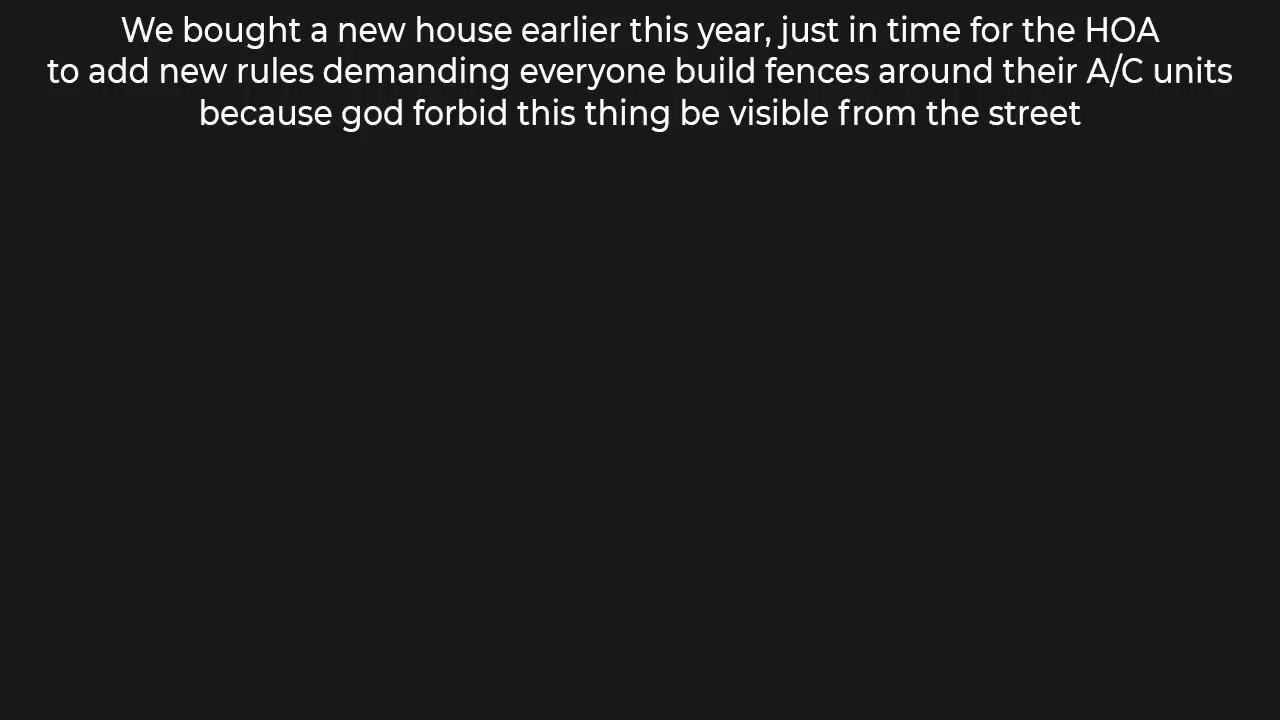 We bought a new house earlier this year, just in time for the HOA
to add new rules demanding everyone build fences around their A/C units
because god forbid this thing be visible from the street